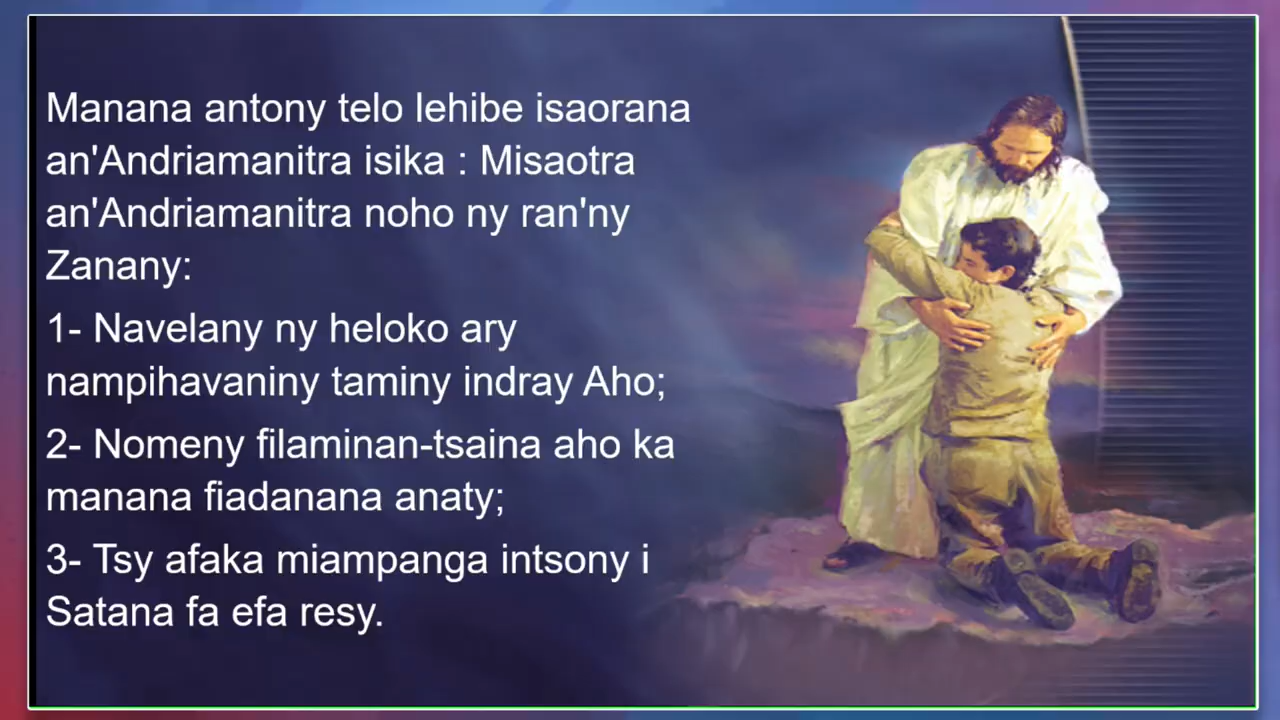 Manana antony telo lehibe isaorana
an'Andriamanitra isika : Misaotra
an'Andriamanitra noho ny ran'ny
Zanany:
1- Navelany ny heloko ary
nampihavaniny taminy indray Aho;
2- Nomeny filaminan-tsaina aho ka
manana fiadanana anaty;
3- Tsy afaka miampanga intsony i
Satana fa efa resy.